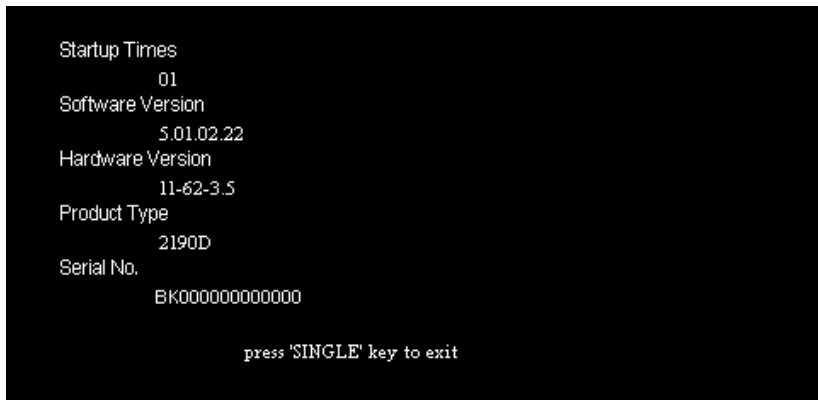 Startup Times
01
Software Version
5.01.02.22
Hardware Version
11-62-3.5
Product Type
2190D
Serial No.
BK000000000000
press 'SINGLE' key to exit